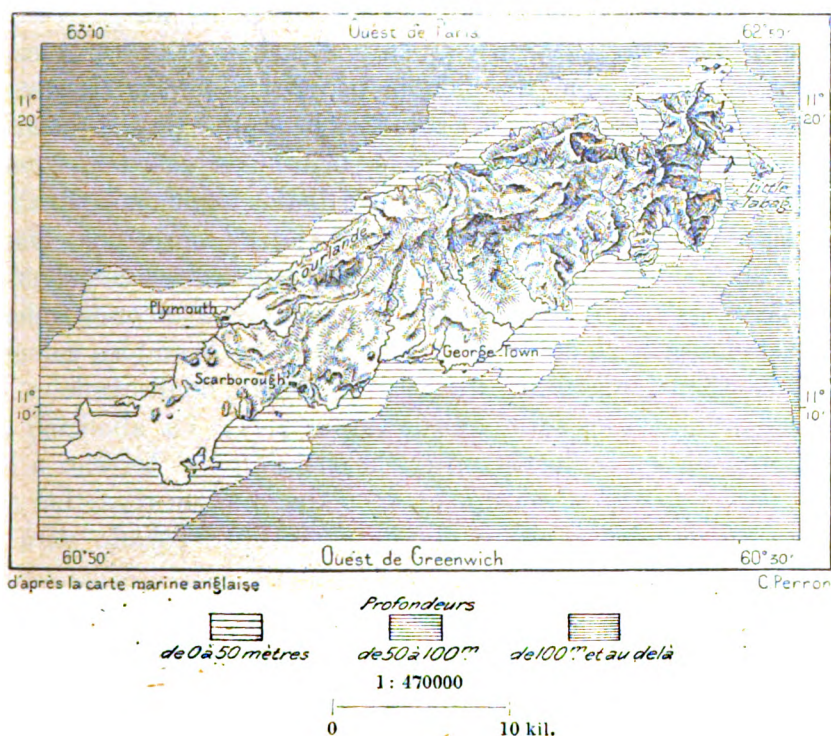 63°10' Ouest de Paris 62°50'
11° 20' 11° 20'
Little Tabag.
Courlande
Plymouth
George Town
Scarborough
11° 10' 11° 10'
60°50' Ouest de Greenwich 60°30'
d'après la carte marine anglaise C. Perron
Profondeurs
de 0 à 50 mètres de 50 à 100m de 100m et au delà
1 : 470000
0 10 kil.